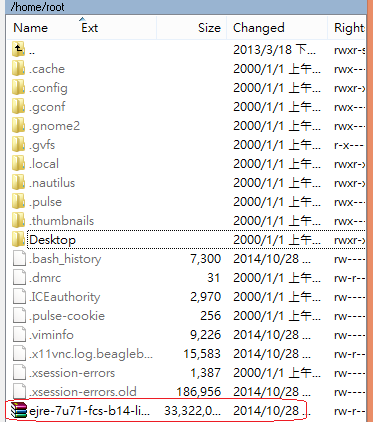 /home/root
Name Ext Size Changed Right
.. 2013/3/18 下... rwxr-s
.cache 2000/1/1 上午... rwx---
.config 2000/1/1 上午... rwxr-x
.gconf 2000/1/1 上午... rwx---
.gnome2 2000/1/1 上午... rwx---
.gvfs 2000/1/1 上午... r-x---
.local 2000/1/1 上午... rwxr-x
.nautilus 2000/1/1 上午... rwxr-x
.pulse 2000/1/1 上午... rwx---
.thumbnails 2000/1/1 上午... rwx---
Desktop 2000/1/1 上午... rwxr-x
.bash_history 7,300 2014/10/28 ... rw----
.dmrc 31 2000/1/1 上午... rw-r--
.ICEauthority 2,970 2000/1/1 上午... rw----
.pulse-cookie 256 2000/1/1 上午... rw----
.viminfo 9,226 2014/10/28 ... rw----
.x11vnc.log.beagleb... 15,583 2014/10/28 ... rw-r--
.xsession-errors 1,387 2000/1/1 上午... rw----
.xsession-errors.old 186,956 2014/10/28 ... rw----
ejre-7u71-fcs-b14-li... 33,322,0... 2014/10/28 ... rw-r--